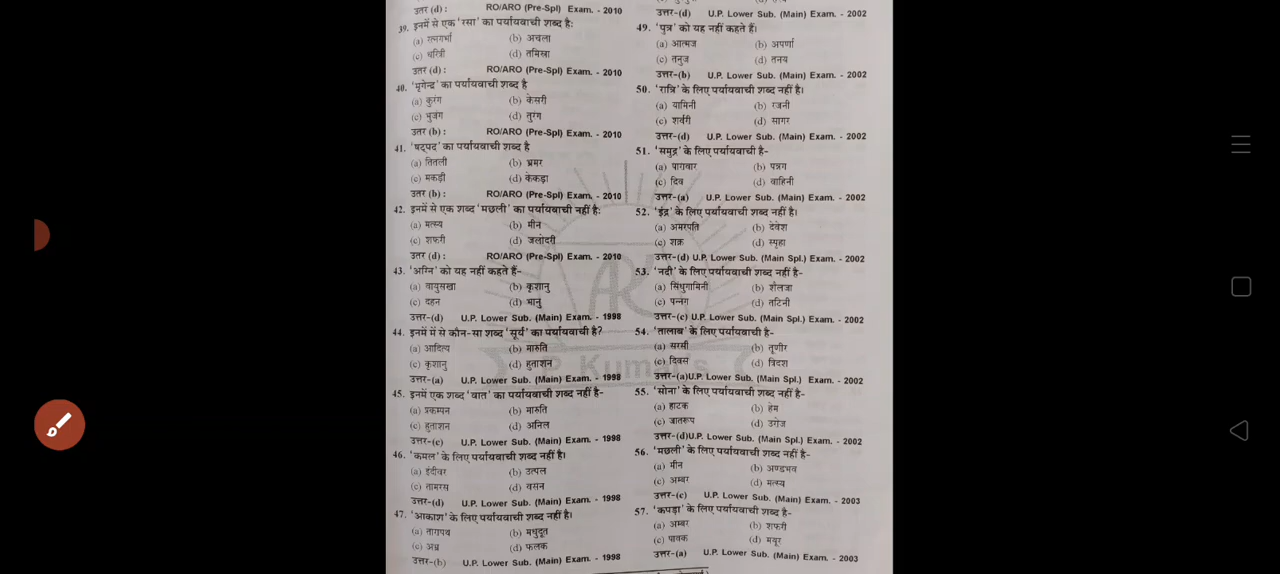 उत्तर (d) : RO/ARO (Pre-Spl) Exam. - 2010
39. इनमें से एक 'रसा' का पर्यायवाची शब्द है:
(a) रत्नगर्भा (b) अचला
(c) धरित्री (d) तमिस्रा
उत्तर (d) : RO/ARO (Pre-Spl) Exam. - 2010
40. 'मृगेन्द्र' का पर्यायवाची शब्द है
(a) कुरंग (b) केसरी
(c) भुजंग (d) तुरंग
उत्तर (b) : RO/ARO (Pre-Spl) Exam. - 2010
41. 'षट्पद' का पर्यायवाची शब्द है
(a) तितली (b) भ्रमर
(c) मकड़ी (d) केकड़ा
उत्तर (b) : RO/ARO (Pre-Spl) Exam. - 2010
42. इनमें से एक शब्द 'मछली' का पर्यायवाची नहीं है:
(a) मत्स्य (b) मीन
(c) शफरी (d) जलोदरी
उतर (d) : RO/ARO (Pre-Spl) Exam. - 2010
43. 'अग्नि' को यह नहीं कहते हैं-
(a) वायुसखा (b) कृशानु
(c) दहन (d) भानु
उत्तर-(d) U.P. Lower Sub. (Main) Exam. - 1998
44. इनमें में से कौन-सा शब्द 'सूर्य' का पर्यायवाची है?
(a) आदित्य (b) मारुति
(c) कृशानु (d) हुताशन
उत्तर-(a) U.P. Lower Sub. (Main) Exam. - 1998
45. इनमें एक शब्द 'वात' का पर्यायवाची शब्द नहीं है-
(a) प्रकम्पन (b) मारुति
(c) हुताशन (d) अनिल
उत्तर-(c) U.P. Lower Sub. (Main) Exam. - 1998
46. 'कमल' के लिए पर्यायवाची शब्द नहीं है।
(a) इंदीवर (b) उत्पल
(c) तामरस (d) वसन
उत्तर-(d) U.P. Lower Sub. (Main) Exam. - 1998
47. 'आकाश' के लिए पर्यायवाची शब्द नहीं है।
(a) तारापथ (b) मधुदूत
(c) अभ्र (d) फलक
उत्तर-(b) U.P. Lower Sub. (Main) Exam. - 1998
उत्तर-(d) U.P. Lower Sub. (Main) Exam. - 2002
49. 'पुत्र' को यह नहीं कहते हैं।
(a) आत्मज (b) अपर्णा
(c) तनुज (d) तनय
उत्तर-(b) U.P. Lower Sub. (Main) Exam. - 2002
50. 'रात्रि' के लिए पर्यायवाची शब्द नहीं है।
(a) यामिनी (b) रजनी
(c) शर्वरी (d) सागर
उत्तर-(d) U.P. Lower Sub. (Main) Exam. - 2002
51. 'समुद्र' के लिए पर्यायवाची है-
(a) पारावार (b) पन्नग
(c) दिव (d) वाहिनी
उत्तर-(a) U.P. Lower Sub. (Main) Exam. - 2002
52. 'इंद्र' के लिए पर्यायवाची शब्द नहीं है।
(a) अमरपति (b) देवेश
(c) शक्र (d) स्पृहा
उत्तर-(d) U.P. Lower Sub. (Main Spl.) Exam. - 2002
53. 'नदी' के लिए पर्यायवाची शब्द नहीं है-
(a) सिंधुगामिनी (b) शैलजा
(c) पन्नग (d) तटिनी
उत्तर-(c) U.P. Lower Sub. (Main Spl.) Exam. - 2002
54. 'तालाब' के लिए पर्यायवाची है-
(a) सरसी (b) तूणीर
(c) दिवस (d) त्रिदश
उत्तर-(a)U.P. Lower Sub. (Main Spl.) Exam. - 2002
55. 'सोना' के लिए पर्यायवाची शब्द नहीं है-
(a) हाटक (b) हेम
(c) जातरूप (d) उरोज
उत्तर-(d)U.P. Lower Sub. (Main Spl.) Exam. - 2002
56. 'मछली' के लिए पर्यायवाची शब्द नहीं है-
(a) मीन (b) अण्डभव
(c) अम्बर (d) मत्स्य
उत्तर-(c) U.P. Lower Sub. (Main) Exam. - 2003
57. 'कपड़ा' के लिए पर्यायवाची शब्द है-
(a) अम्बर (b) शफरी
(c) पावक (d) मयूर
उत्तर-(a) U.P. Lower Sub. (Main) Exam. - 2003